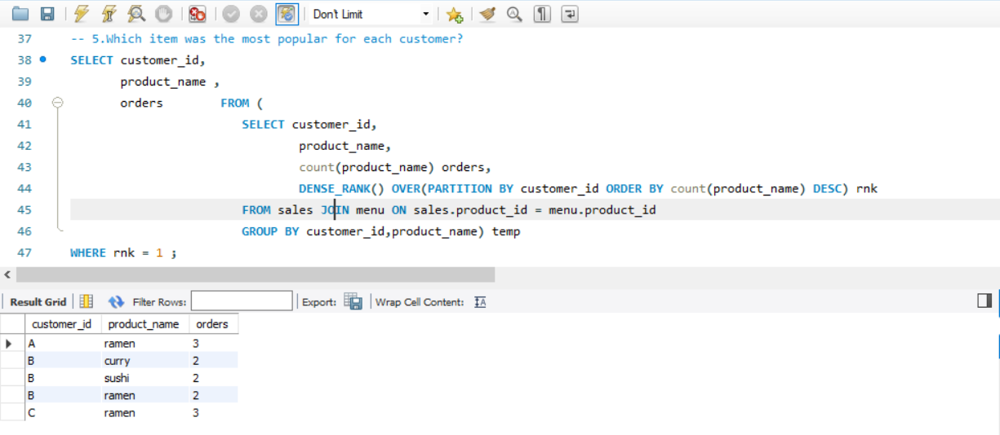 Don't Limit
37 -- 5.Which item was the most popular for each customer?
38 SELECT customer_id,
39 product_name ,
40 orders FROM (
41 SELECT customer_id,
42 product_name,
43 count(product_name) orders,
44 DENSE_RANK() OVER(PARTITION BY customer_id ORDER BY count(product_name) DESC) rnk
45 FROM sales JOIN menu ON sales.product_id = menu.product_id
46 GROUP BY customer_id,product_name) temp
47 WHERE rnk = 1 ;
Result Grid Filter Rows: Export: Wrap Cell Content: IA
customer_id product_name orders
A ramen 3
B curry 2
B sushi 2
B ramen 2
C ramen 3